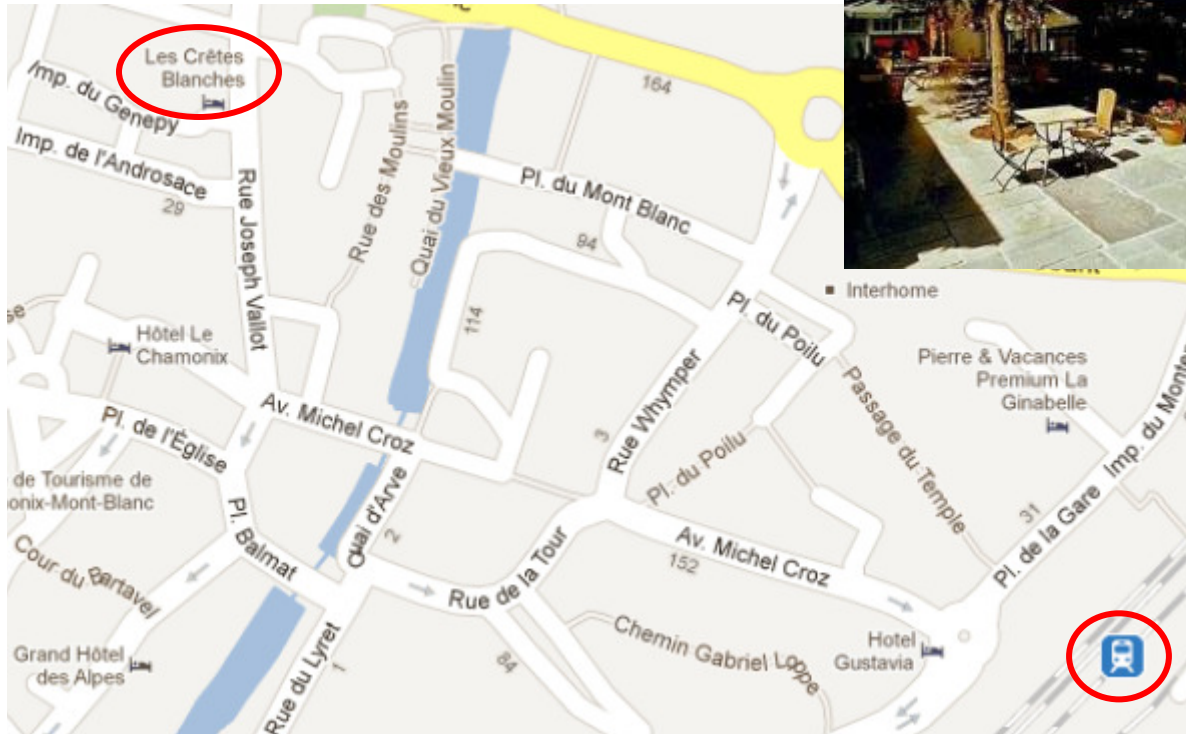 Les Crêtes
Blanches
Imp. du Genepy
Imp. de l'Androsace
29
Rue Joseph Vallot
Rue des Moulins
Quai du Vieux Moulin
164
Pl. du Mont Blanc
94
114
Interhome
Hôtel Le
Chamonix
Pl. du Poilu
Pierre & Vacances
Premium La
Ginabelle
Av. Michel Croz
Pl. de l'Église
Rue Whymper
3
Pl. du Poilu
Passage du Temple
de Tourisme de
onix-Mont-Blanc
Pl. Balmat
Quai d'Arve
2
Rue de la Tour
Av. Michel Croz
152
31
Pl. de la Gare
Imp. du Monten
Cour du Bartavel
Grand Hôtel
des Alpes
Rue du Lyret
1
84
Chemin Gabriel Loppe
Hotel
Gustavia